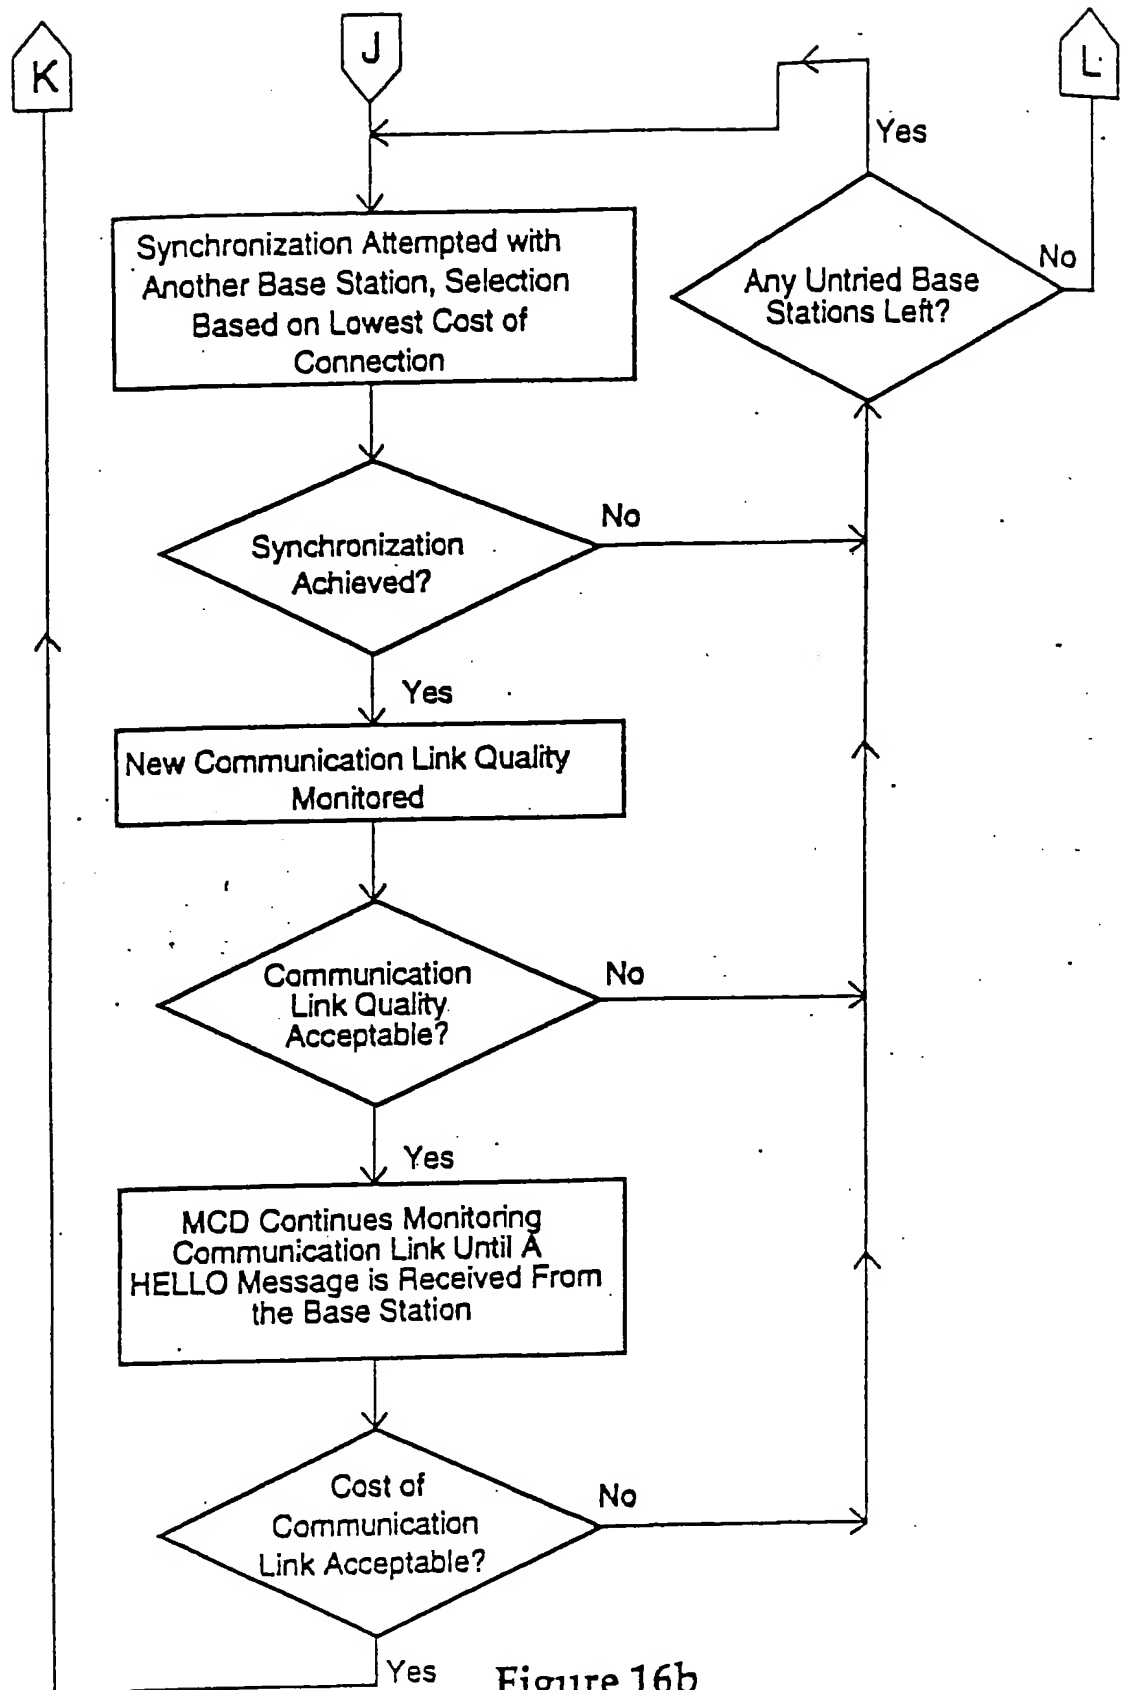 K
J
L
Yes
Synchronization Attempted with
Another Base Station, Selection
Based on Lowest Cost of
Connection
No
Any Untried Base
Stations Left?
No
Synchronization
Achieved?
Yes
New Communication Link Quality
Monitored
Communication
Link Quality
Acceptable?
No
Yes
MCD Continues Monitoring
Communication Link Until A
HELLO Message is Received From
the Base Station
Cost of
Communication
Link Acceptable?
No
Yes
Figure 16b